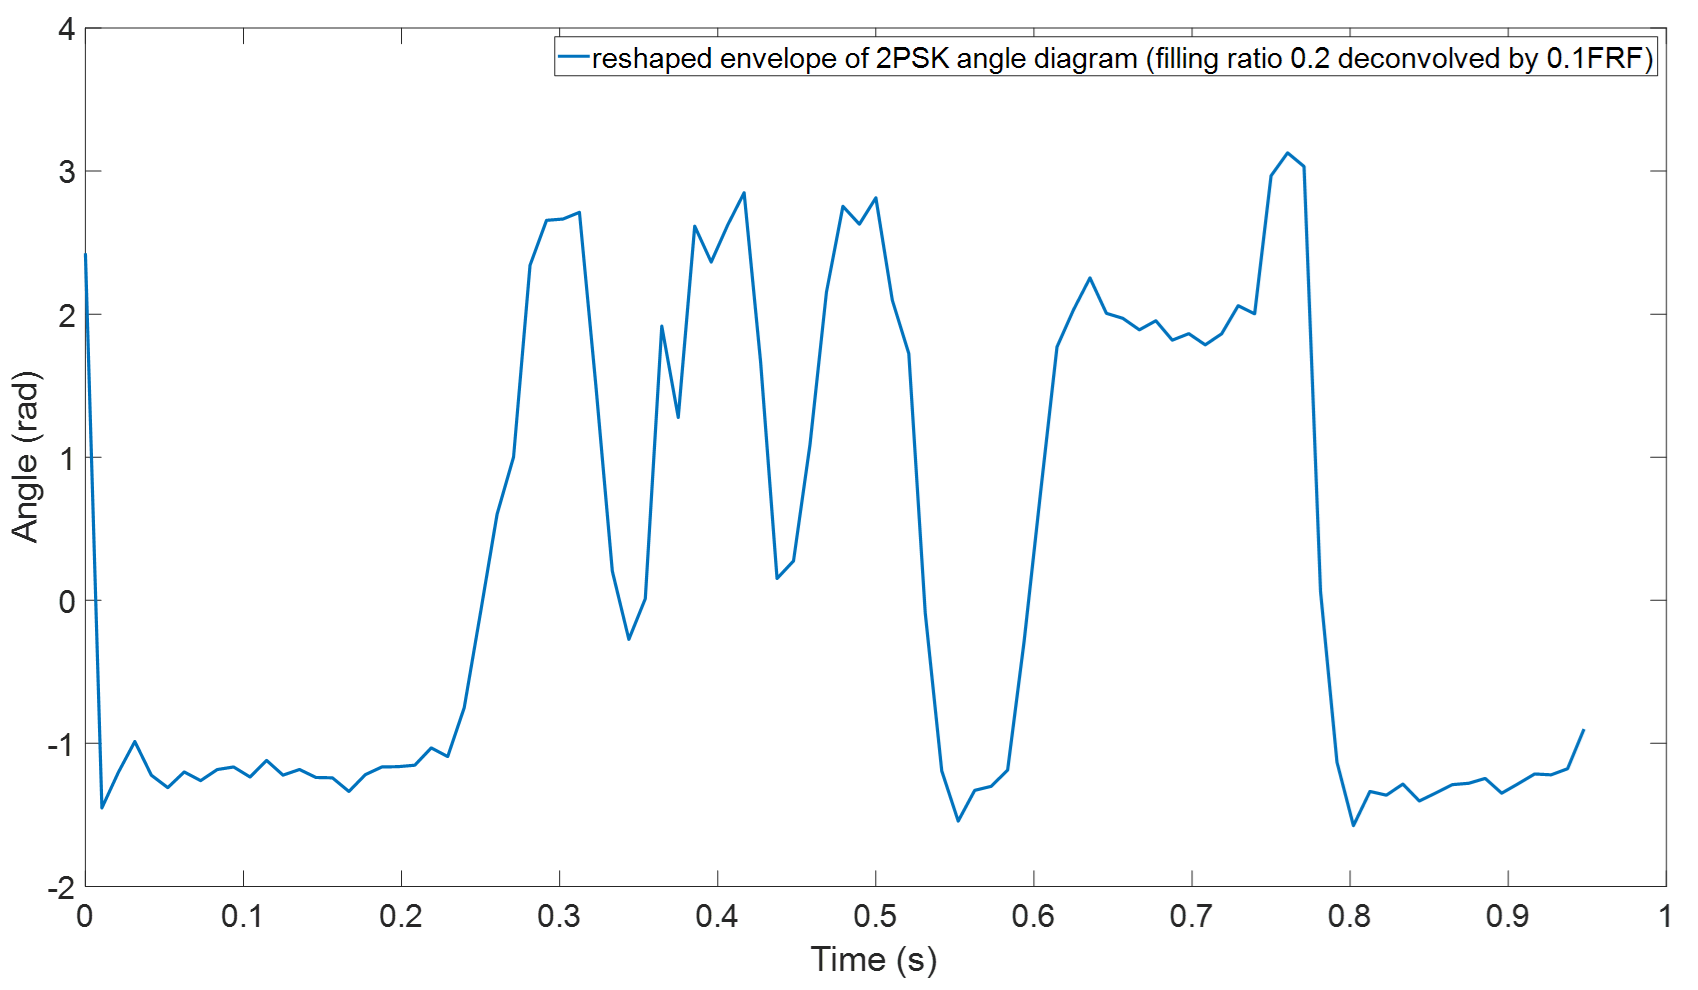 reshaped envelope of 2PSK angle diagram (filling ratio 0.2 deconvolved by 0.1FRF)
4
3
2
1
0
-1
-2
Angle (rad)
0 0.1 0.2 0.3 0.4 0.5 0.6 0.7 0.8 0.9 1
Time (s)